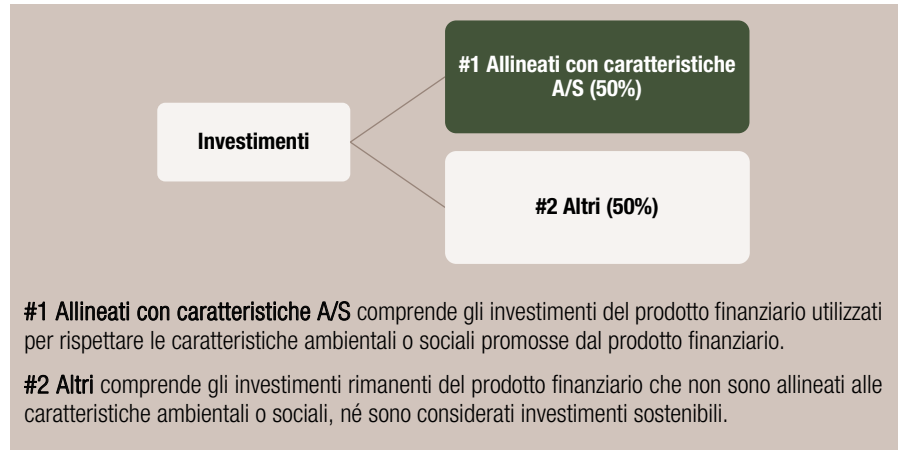 #1 Allineati con caratteristiche
A/S (50%)
Investimenti
#2 Altri (50%)
#1 Allineati con caratteristiche A/S comprende gli investimenti del prodotto finanziario utilizzati
per rispettare le caratteristiche ambientali o sociali promosse dal prodotto finanziario.
#2 Altri comprende gli investimenti rimanenti del prodotto finanziario che non sono allineati alle
caratteristiche ambientali o sociali, né sono considerati investimenti sostenibili.